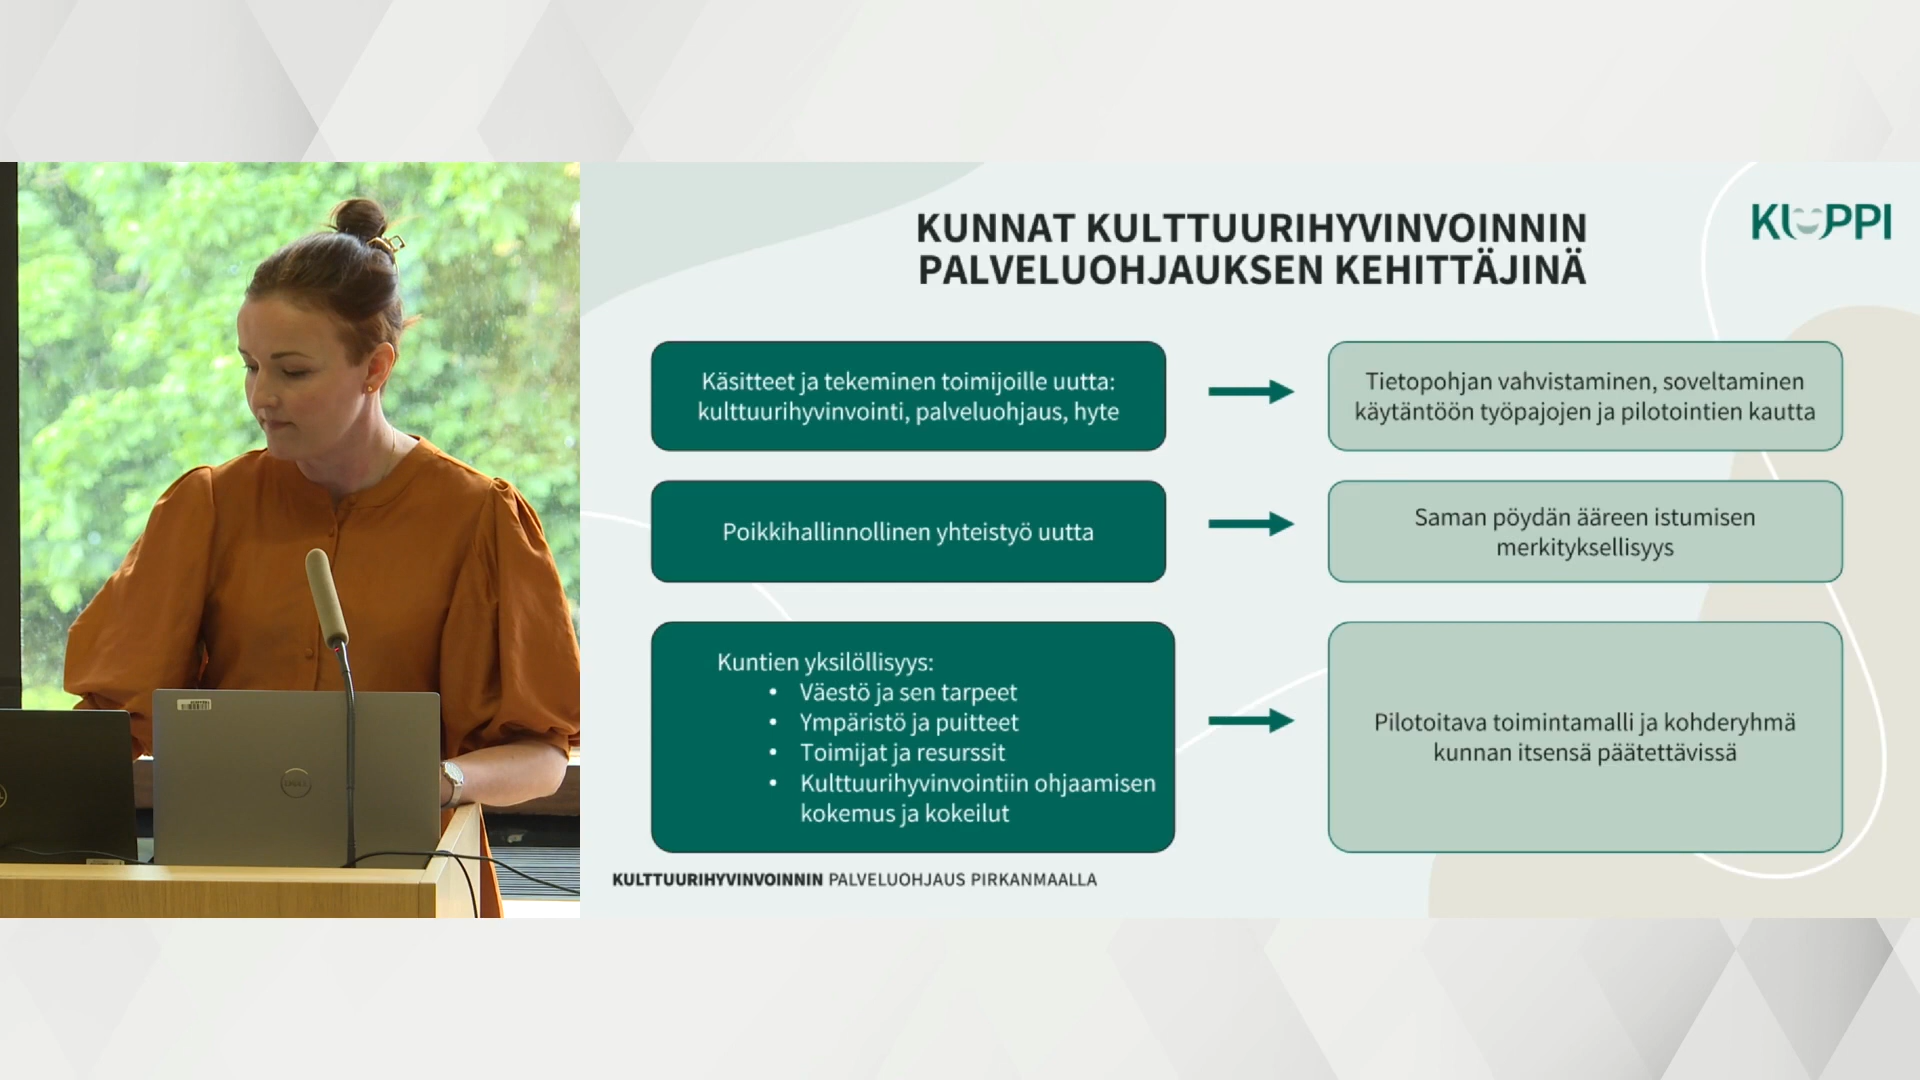 KUNNAT KULTTUURIHYVINVOINNIN
PALVELUOHJAUKSEN KEHITTÄJINÄ
KUPPI
Käsitteet ja tekeminen toimijoille uutta:
kulttuurihyvinvointi, palveluohjaus, hyte
Tietopohjan vahvistaminen, soveltaminen
käytäntöön työpajojen ja pilotointien kautta
Poikkihallinnollinen yhteistyö uutta
Saman pöydän ääreen istumisen
merkityksellisyys
Kuntien yksilöllisyys:
• Väestö ja sen tarpeet
• Ympäristö ja puitteet
• Toimijat ja resurssit
• Kulttuurihyvinvointiin ohjaamisen
kokemus ja kokeilut
Pilotoitava toimintamalli ja kohderyhmä
kunnan itsensä päätettävissä
KULTTUURIHYVINVOINNIN PALVELUOHJAUS PIRKANMAALLA
DELL